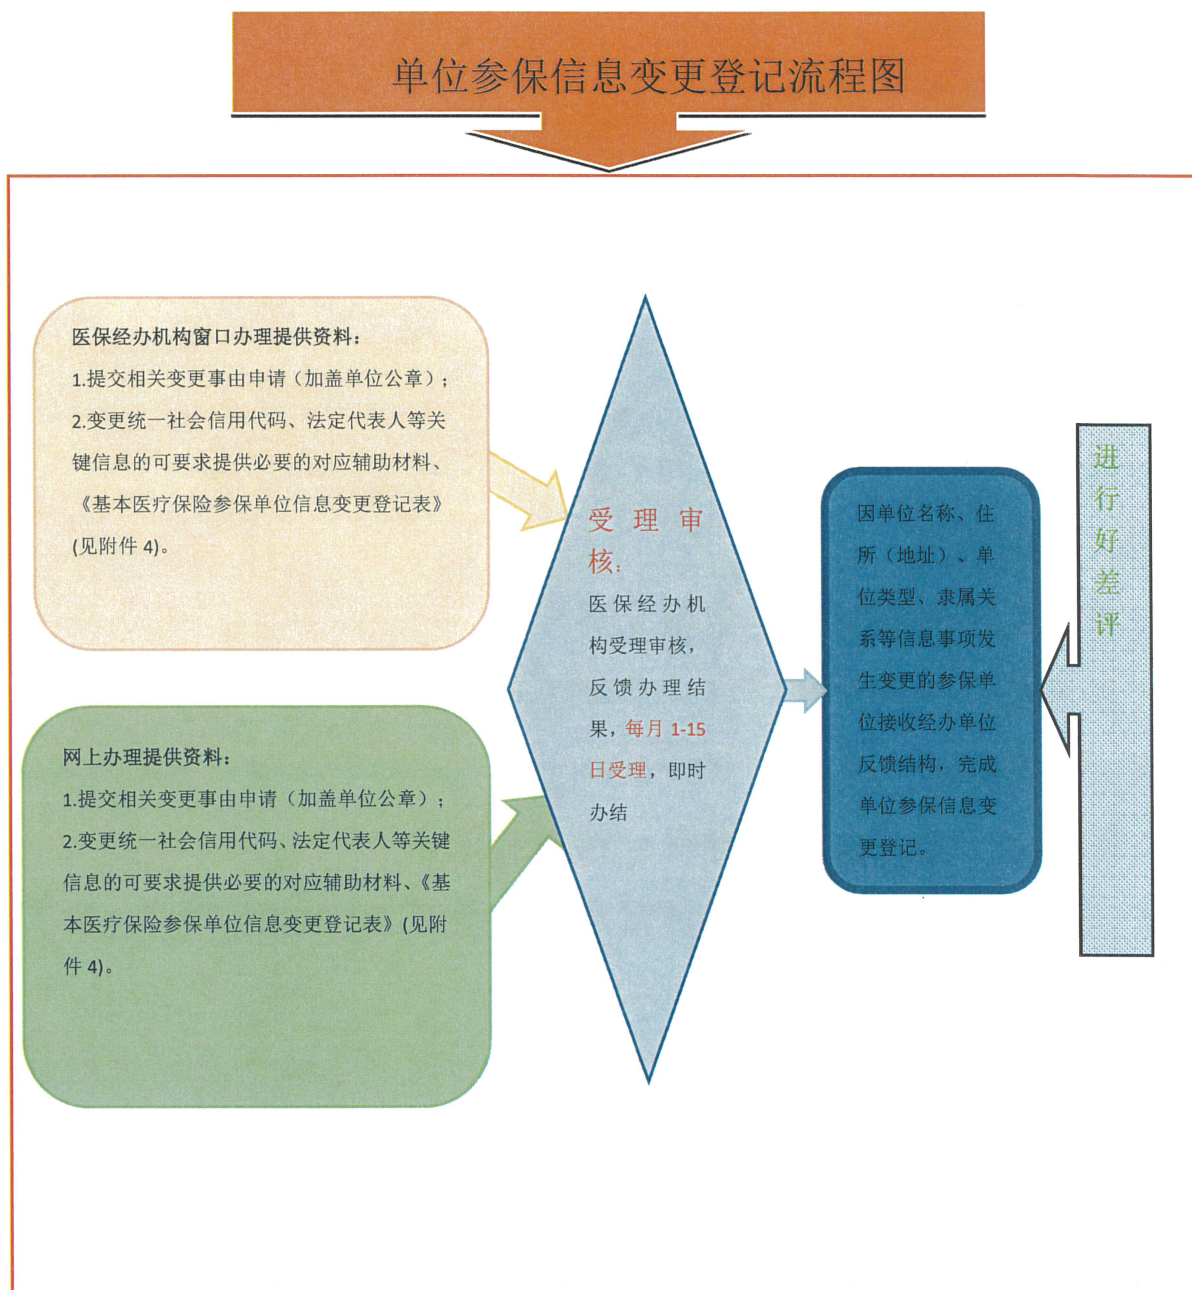 单位参保信息变更登记流程图
医保经办机构窗口办理提供资料：
1.提交相关变更事由申请（加盖单位公章）；
2.变更统一社会信用代码、法定代表人等关
键信息的可要求提供必要的对应辅助材料、
《基本医疗保险参保单位信息变更登记表》
(见附件 4)。
网上办理提供资料：
1.提交相关变更事由申请（加盖单位公章）；
2.变更统一社会信用代码、法定代表人等关键
信息的可要求提供必要的对应辅助材料、《基
本医疗保险参保单位信息变更登记表》(见附
件 4)。
受理审
核：
医保经办机
构受理审核，
反馈办理结
果，每月 1-15
日受理，即时
办结
因单位名称、住
所（地址）、单
位类型、隶属关
系等信息事项发
生变更的参保单
位接收经办单位
反馈结构，完成
单位参保信息变
更登记。
进行好差评